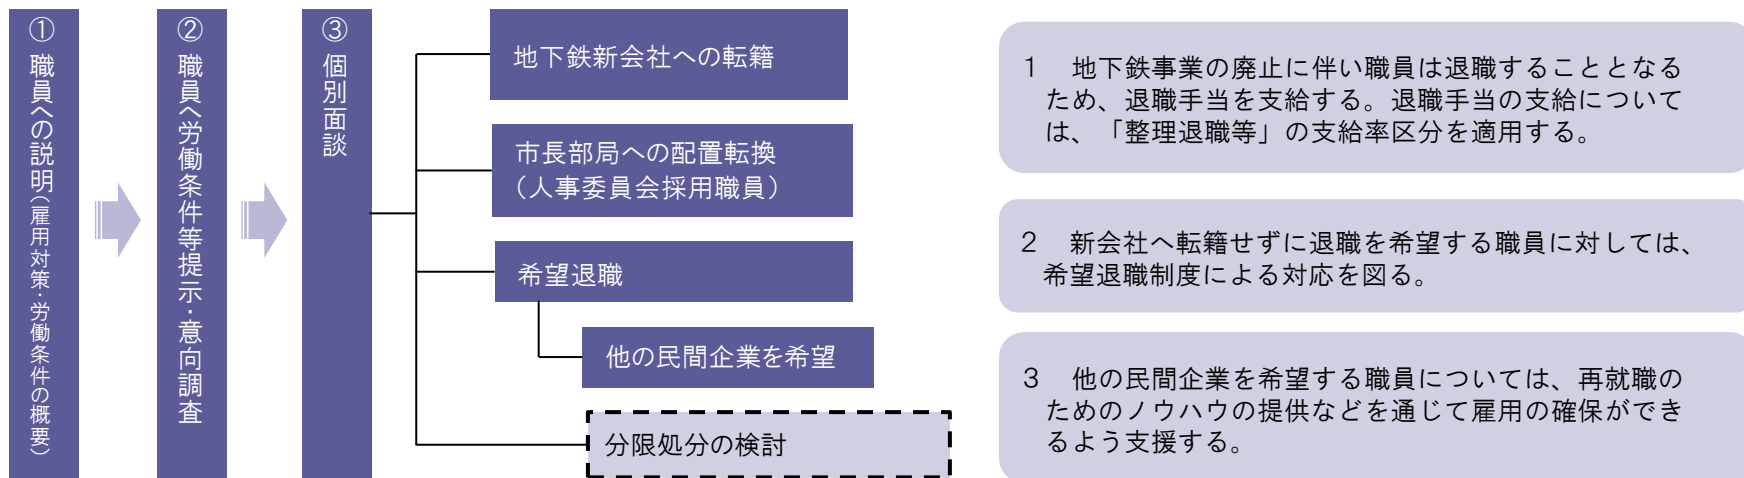 ① 職員への説明(雇用対策・労働条件の概要)
② 職員へ労働条件等提示・意向調査
③ 個別面談
地下鉄新会社への転籍
市長部局への配置転換
(人事委員会採用職員)
希望退職
他の民間企業を希望
分限処分の検討
1 地下鉄事業の廃止に伴い職員は退職することとなる
ため、退職手当を支給する。退職手当の支給について
は、「整理退職等」の支給率区分を適用する。
2 新会社へ転籍せずに退職を希望する職員に対しては、
希望退職制度による対応を図る。
3 他の民間企業を希望する職員については、再就職の
ためのノウハウの提供などを通じて雇用の確保ができ
るよう支援する。